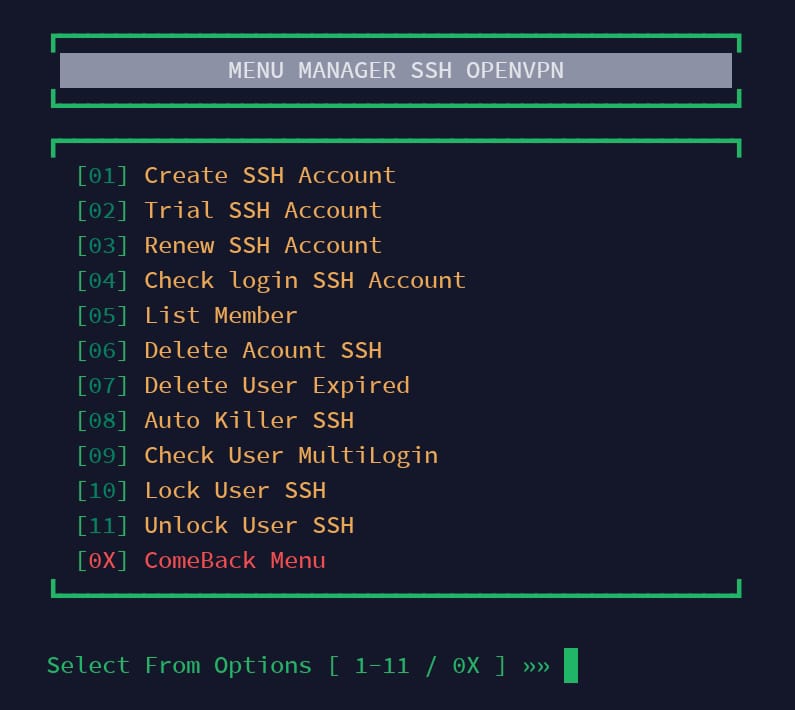 MENU MANAGER SSH OPENVPN
[01] Create SSH Account
[02] Trial SSH Account
[03] Renew SSH Account
[04] Check login SSH Account
[05] List Member
[06] Delete Acount SSH
[07] Delete User Expired
[08] Auto Killer SSH
[09] Check User MultiLogin
[10] Lock User SSH
[11] Unlock User SSH
[0X] ComeBack Menu
Select From Options [ 1-11 / 0X ] »»